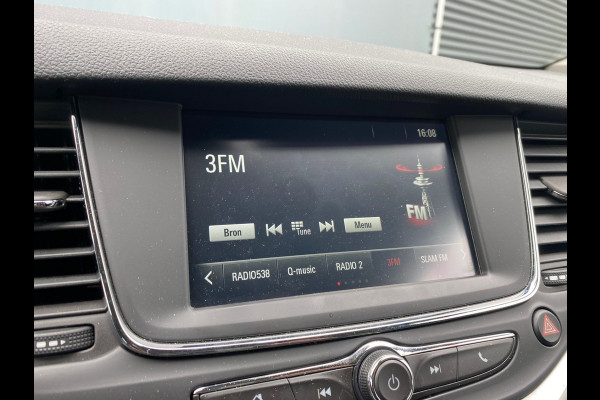 16:08
3FM
FM
Bron
Tune
Menu
RADIO538
Q-music
RADIO 2
3FM
SLAM FM